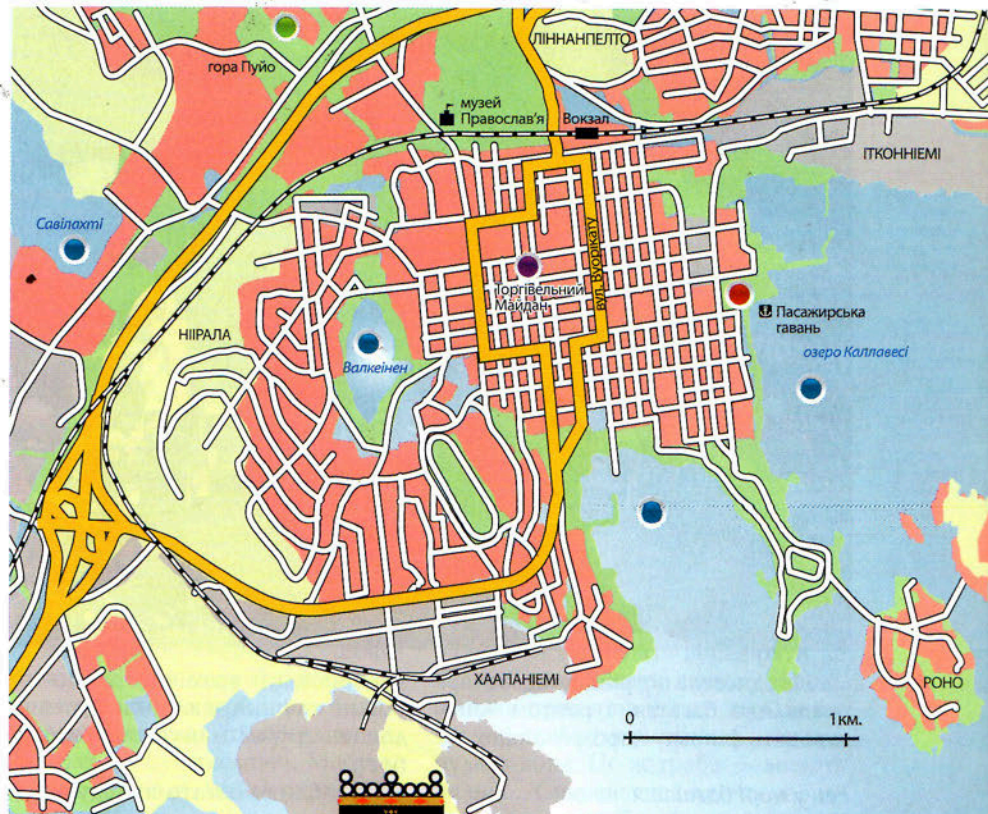 ЛІННАНПЕЛТО
гора Пуйо
музей
Православ'я
Вокзал
ІТКОННІЕМІ
Савілахті
вул. Вуорікату
Торгівельний
Майдан
Пасажирська
гавань
НІІРАЛА
Валкеінен
озеро Каллавесі
ХААПАНІЕМІ
РОНО
0
1км.